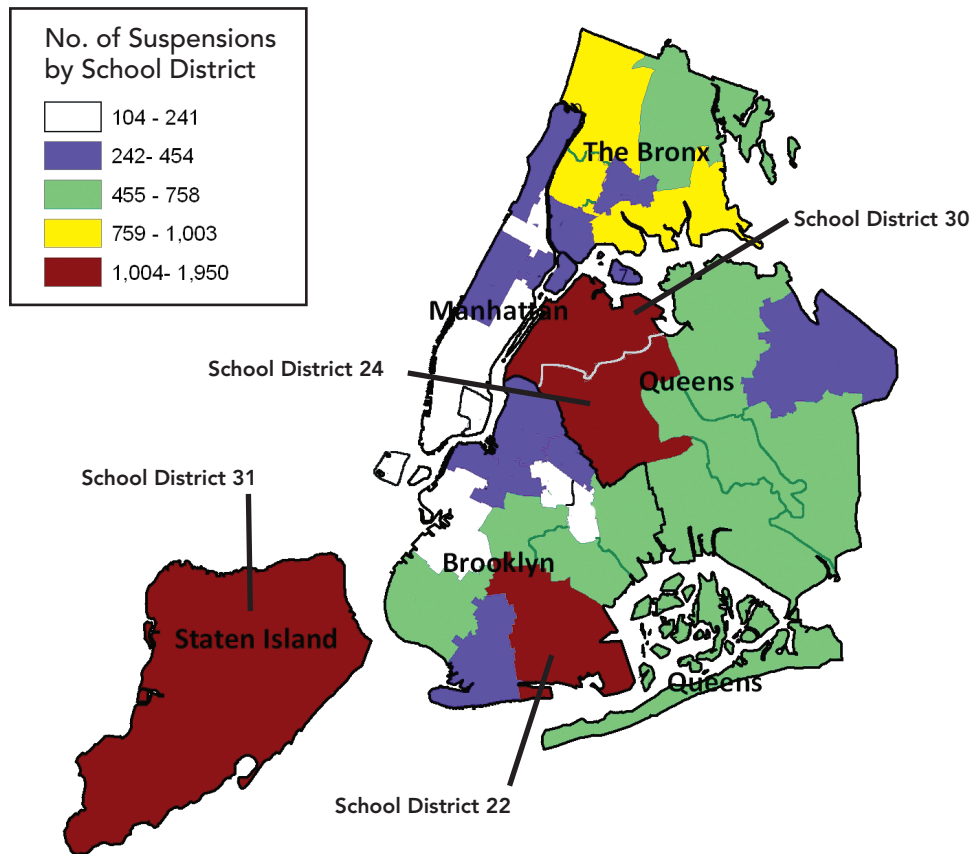 No. of Suspensions
by School District
104 - 241
242- 454
455 - 758
759 - 1,003
1,004- 1,950
The Bronx
School District 30
Manhattan
School District 24
Queens
School District 31
Brooklyn
Staten Island
Queens
School District 22